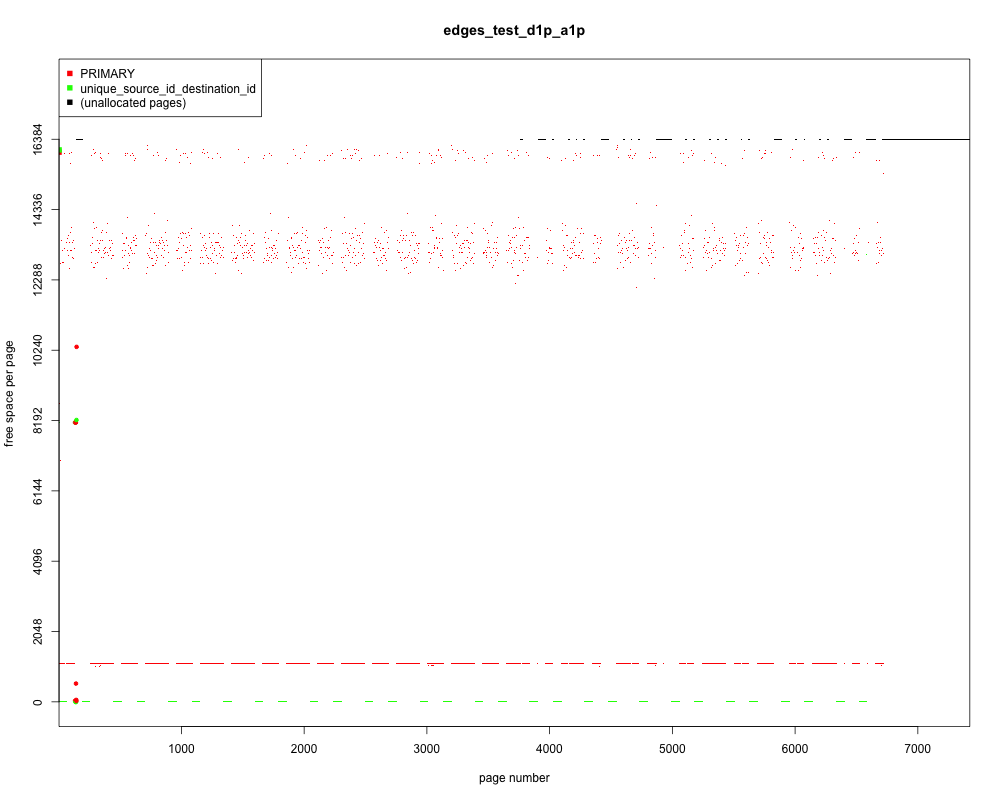 edges_test_d1p_a1p
PRIMARY
unique_source_id_destination_id
(unallocated pages)
free space per page
16384
14336
12288
10240
8192
6144
4096
2048
0
1000 2000 3000 4000 5000 6000 7000
page number